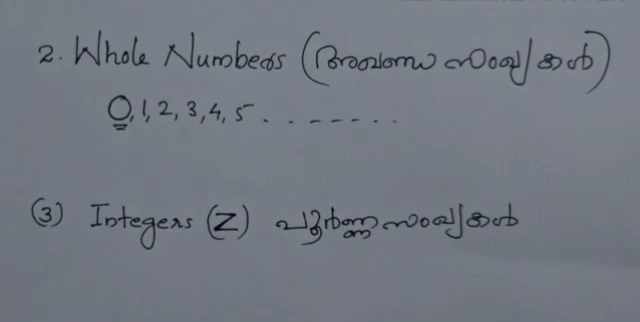 2. Whole Numbers (അഖണ്ഡ സംഖ്യകൾ)
0, 1, 2, 3, 4, 5 . . - - - - - . .
(3) Integers (Z) പൂർണ്ണസംഖ്യകൾ